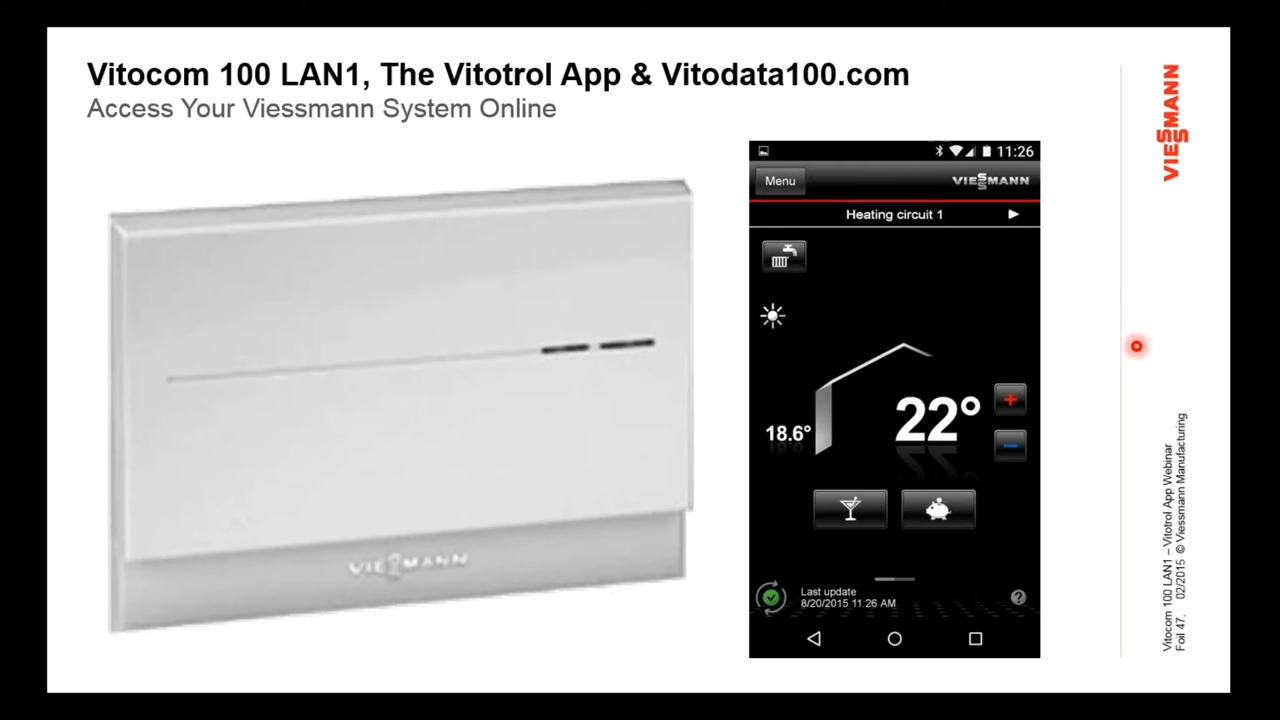 Vitocom 100 LAN1, The Vitotrol App & Vitodata100.com
Access Your Viessmann System Online
VIESSMANN
11:26
Menu
VIESSMANN
Heating circuit 1
18.6°
22°
+
−
Last update
8/20/2015 11:26 AM
?
VIESSMANN
Vitocom 100 LAN1 – Vitotrol App Webinar
Foil 47, 02/2015 © Viessmann Manufacturing